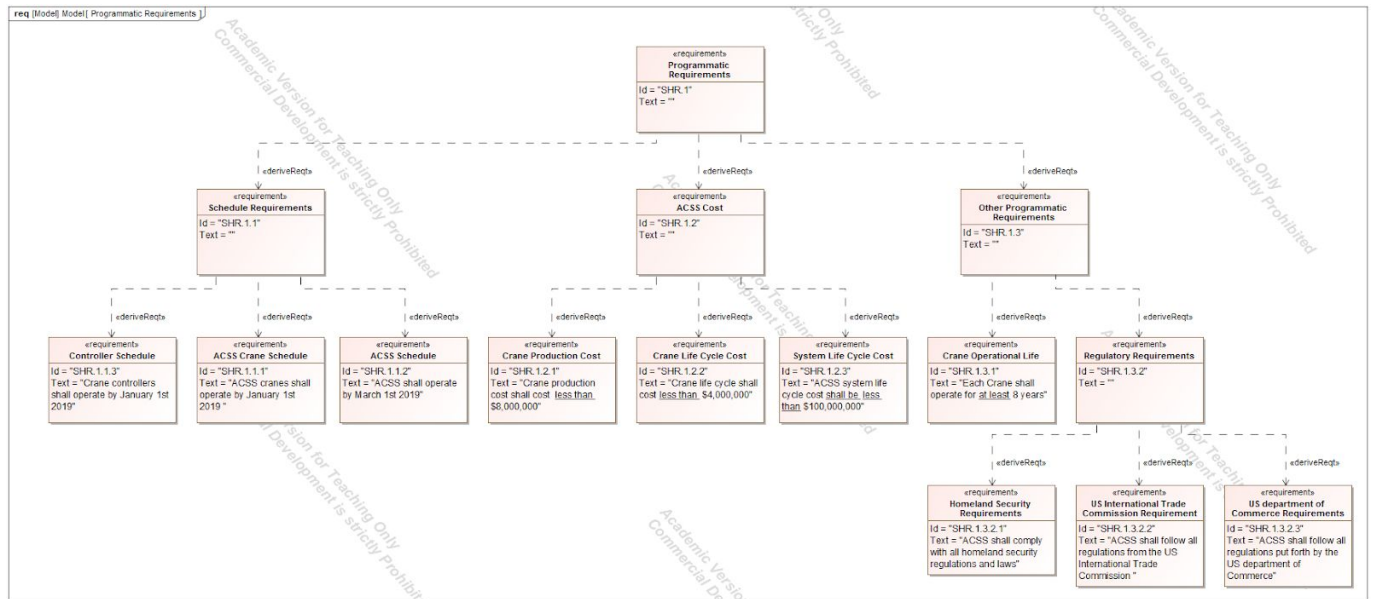 req [Model] Model[ Programmatic Requirements ]
«requirement»
Programmatic
Requirements
Id = "SHR.1"
Text = ""
«deriveReqt»
«deriveReqt»
«deriveReqt»
«requirement»
Schedule Requirements
Id = "SHR.1.1"
Text = ""
«requirement»
ACSS Cost
Id = "SHR.1.2"
Text = ""
«requirement»
Other Programmatic
Requirements
Id = "SHR.1.3"
Text = ""
«deriveReqt»
«deriveReqt»
«deriveReqt»
«deriveReqt»
«deriveReqt»
«deriveReqt»
«deriveReqt»
«deriveReqt»
«requirement»
Controller Schedule
Id = "SHR.1.1.3"
Text = "Crane controllers
shall operate by January 1st
2019"
«requirement»
ACSS Crane Schedule
Id = "SHR.1.1.1"
Text = "ACSS cranes shall
operate by January 1st
2019 "
«requirement»
ACSS Schedule
Id = "SHR.1.1.2"
Text = "ACSS shall operate
by March 1st 2019"
«requirement»
Crane Production Cost
Id = "SHR.1.2.1"
Text = "Crane production
cost shall cost less than
$8,000,000"
«requirement»
Crane Life Cycle Cost
Id = "SHR.1.2.2"
Text = "Crane life cycle shall
cost less than $4,000,000"
«requirement»
System Life Cycle Cost
Id = "SHR.1.2.3"
Text = "ACSS system life
cycle cost shall be less
than $100,000,000"
«requirement»
Crane Operational Life
Id = "SHR.1.3.1"
Text = "Each Crane shall
operate for at least 8 years"
«requirement»
Regulatory Requirements
Id = "SHR.1.3.2"
Text = ""
«deriveReqt»
«deriveReqt»
«deriveReqt»
«requirement»
Homeland Security
Requirements
Id = "SHR.1.3.2.1"
Text = "ACSS shall comply
with all homeland security
regulations and laws"
«requirement»
US International Trade
Commission Requirement
Id = "SHR.1.3.2.2"
Text = "ACSS shall follow all
regulations from the US
International Trade
Commission "
«requirement»
US department of
Commerce Requirements
Id = "SHR.1.3.2.3"
Text = "ACSS shall follow all
regulations put forth by the
US department of
Commerce"
Academic Version for Teaching Only
Commercial Development is strictly Prohibited